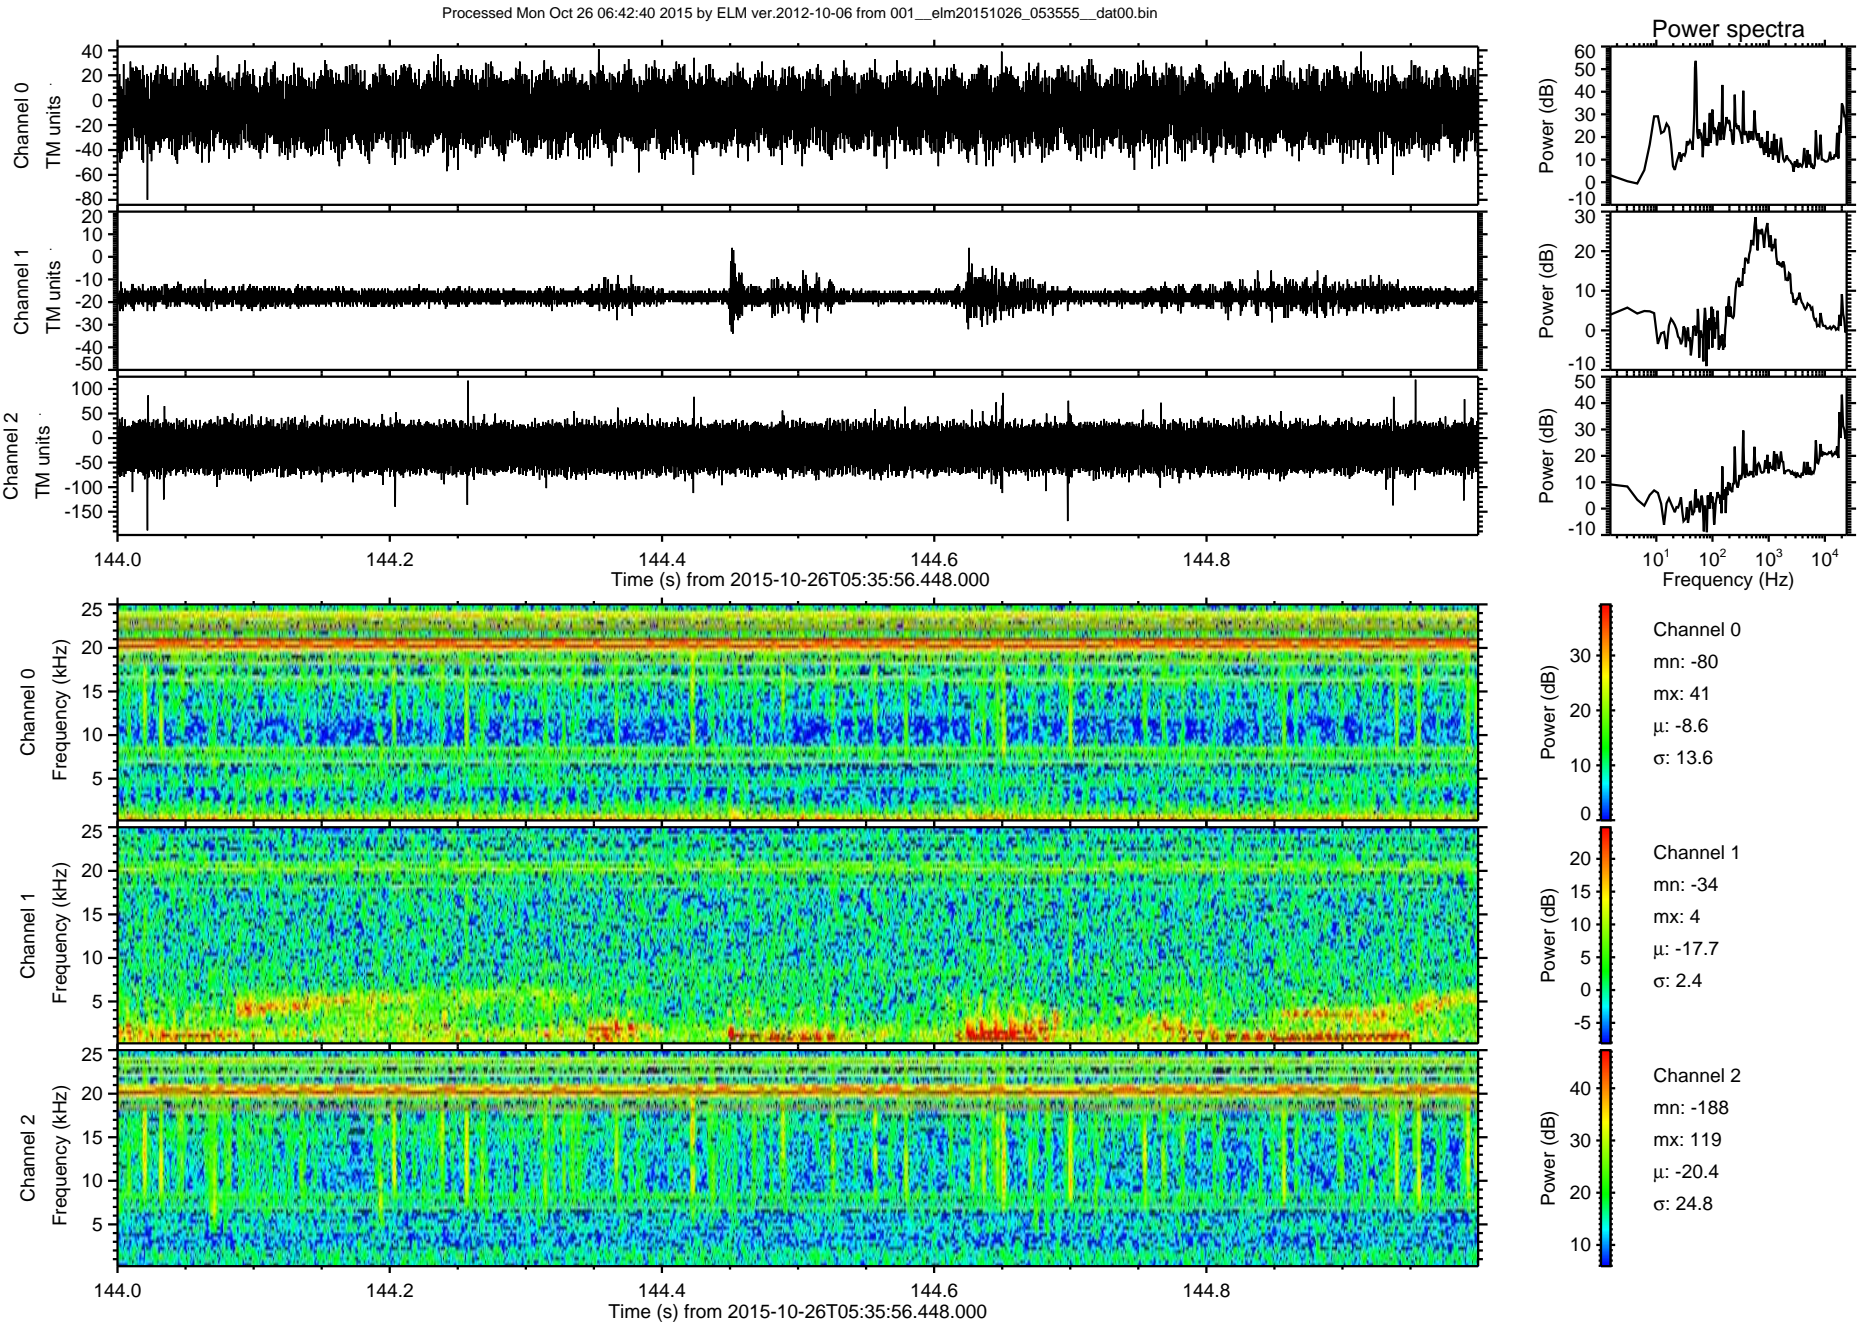 Processed Mon Oct 26 06:42:40 2015 by ELM ver.2012-10-06 from 001__elm20151026_053555__dat00.bin
Power spectra
Channel 0
TM units
40
20
0
-20
-40
-60
-80
Power (dB)
60
50
40
30
20
10
0
-10
Channel 1
TM units
20
10
0
-10
-20
-30
-40
-50
Power (dB)
30
20
10
0
-10
Channel 2
TM units
100
50
0
-50
-100
-150
Power (dB)
50
40
30
20
10
0
-10
144.0 144.2 144.4 144.6 144.8
Time (s) from 2015-10-26T05:35:56.448.000
10¹ 10² 10³ 10⁴
Frequency (Hz)
Channel 0
Frequency (kHz)
25
20
15
10
5
Power (dB)
30
20
10
0
Channel 0
mn: -80
mx: 41
μ: -8.6
σ: 13.6
Channel 1
Frequency (kHz)
25
20
15
10
5
Power (dB)
20
15
10
5
0
-5
Channel 1
mn: -34
mx: 4
μ: -17.7
σ: 2.4
Channel 2
Frequency (kHz)
25
20
15
10
5
Power (dB)
40
30
20
10
Channel 2
mn: -188
mx: 119
μ: -20.4
σ: 24.8
144.0 144.2 144.4 144.6 144.8
Time (s) from 2015-10-26T05:35:56.448.000